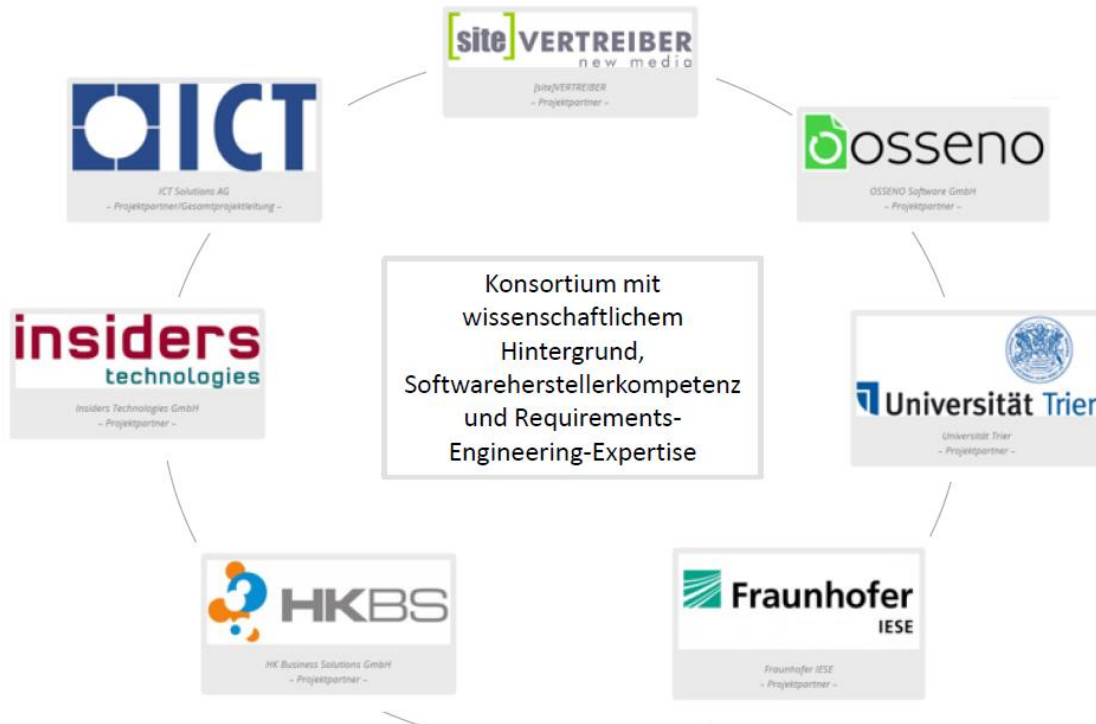 [site]VERTREIBER
new media
[site]VERTREIBER
– Projektpartner –
ICT
ICT Solutions AG
– Projektpartner/Gesamtprojektleitung –
osseno
OSSENO Software GmbH
– Projektpartner –
insiders
technologies
Insiders Technologies GmbH
– Projektpartner –
Konsortium mit
wissenschaftlichem
Hintergrund,
Softwareherstellerkompetenz
und Requirements-
Engineering-Expertise
Universität Trier
Universität Trier
– Projektpartner –
HKBS
HK Business Solutions GmbH
– Projektpartner –
Fraunhofer
IESE
Fraunhofer IESE
– Projektpartner –